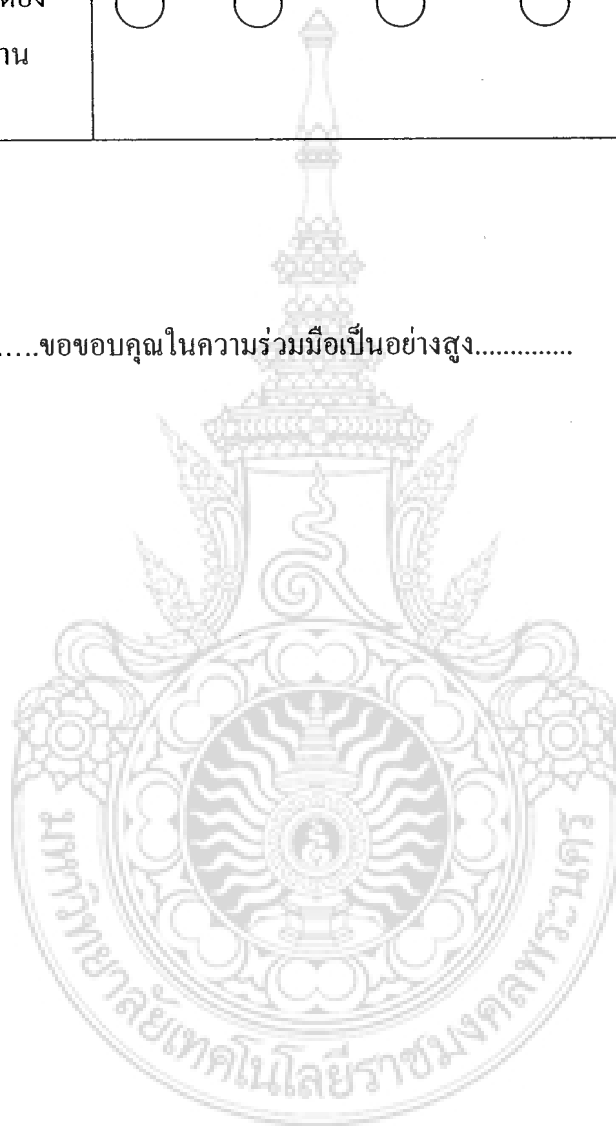 าน
.....ขอขอบคุณในความร่วมมือเป็นอย่างสูง.............
มหาวิทยาลัยเทคโนโลยีราชมงคลพระนคร